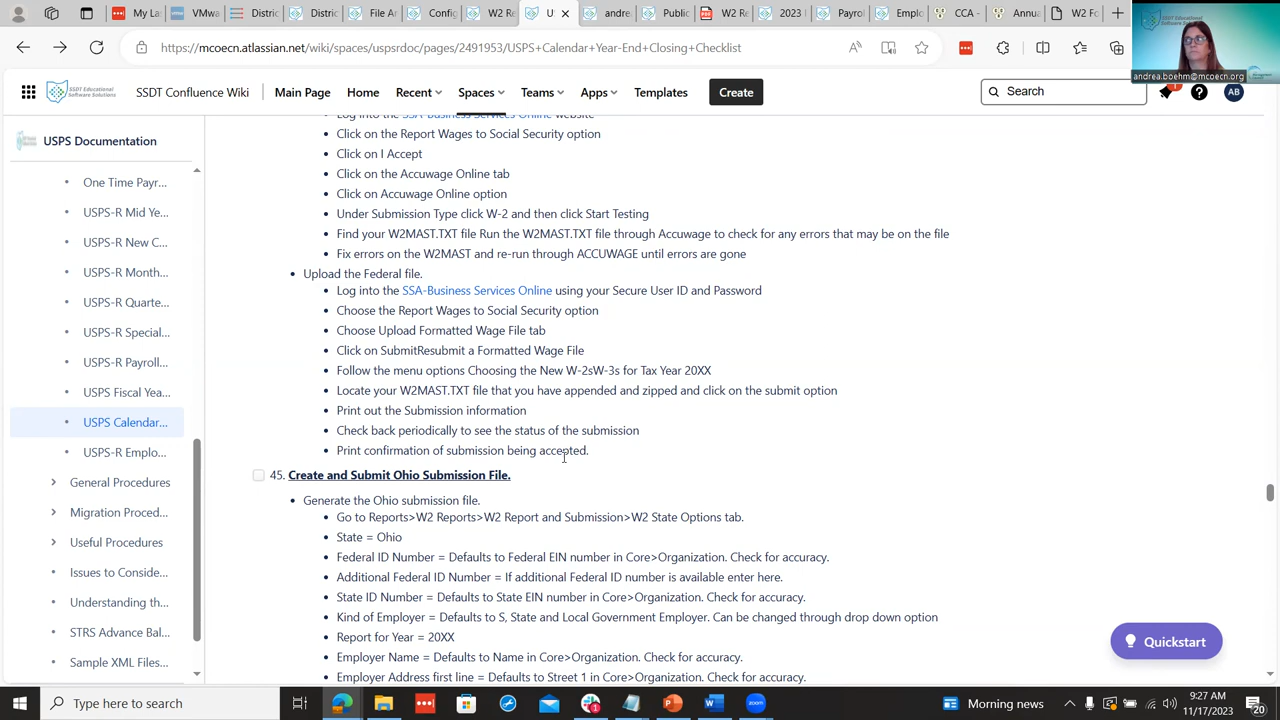 My La
VMwa
District
District
File Ar
Config
W2 Re
U
andre
Public
W2 Re
2023 I
Payrol
Emplo
CCA -
Annua
W2 Fo
https://mcoecn.atlassian.net/wiki/spaces/uspsrdoc/pages/2491953/USPS+Calendar+Year-End+Closing+Checklist
andrea.boehm@mcoecn.org
SSDT Confluence Wiki
Main Page
Home
Recent
Spaces
Teams
Apps
Templates
Create
Search
1
AB
USPS Documentation
One Time Payr...
USPS-R Mid Ye...
USPS-R New C...
USPS-R Month...
USPS-R Quarte...
USPS-R Special...
USPS-R Payroll...
USPS Fiscal Yea...
USPS Calendar...
USPS-R Emplo...
General Procedures
Migration Proced...
Useful Procedures
Issues to Conside...
Understanding th...
STRS Advance Bal...
Sample XML Files...
Log into the SSA-Business Services Online website
Click on the Report Wages to Social Security option
Click on I Accept
Click on the Accuwage Online tab
Click on Accuwage Online option
Under Submission Type click W-2 and then click Start Testing
Find your W2MAST.TXT file Run the W2MAST.TXT file through Accuwage to check for any errors that may be on the file
Fix errors on the W2MAST and re-run through ACCUWAGE until errors are gone
Upload the Federal file.
Log into the SSA-Business Services Online using your Secure User ID and Password
Choose the Report Wages to Social Security option
Choose Upload Formatted Wage File tab
Click on SubmitResubmit a Formatted Wage File
Follow the menu options Choosing the New W-2sW-3s for Tax Year 20XX
Locate your W2MAST.TXT file that you have appended and zipped and click on the submit option
Print out the Submission information
Check back periodically to see the status of the submission
Print confirmation of submission being accepted.
45. Create and Submit Ohio Submission File.
Generate the Ohio submission file.
Go to Reports>W2 Reports>W2 Report and Submission>W2 State Options tab.
State = Ohio
Federal ID Number = Defaults to Federal EIN number in Core>Organization. Check for accuracy.
Additional Federal ID Number = If additional Federal ID number is available enter here.
State ID Number = Defaults to State EIN number in Core>Organization. Check for accuracy.
Kind of Employer = Defaults to S, State and Local Government Employer. Can be changed through drop down option
Report for Year = 20XX
Employer Name = Defaults to Name in Core>Organization. Check for accuracy.
Employer Address first line = Defaults to Street 1 in Core>Organization. Check for accuracy.
Quickstart
Type here to search
Morning news
9:27 AM
11/17/2023
20